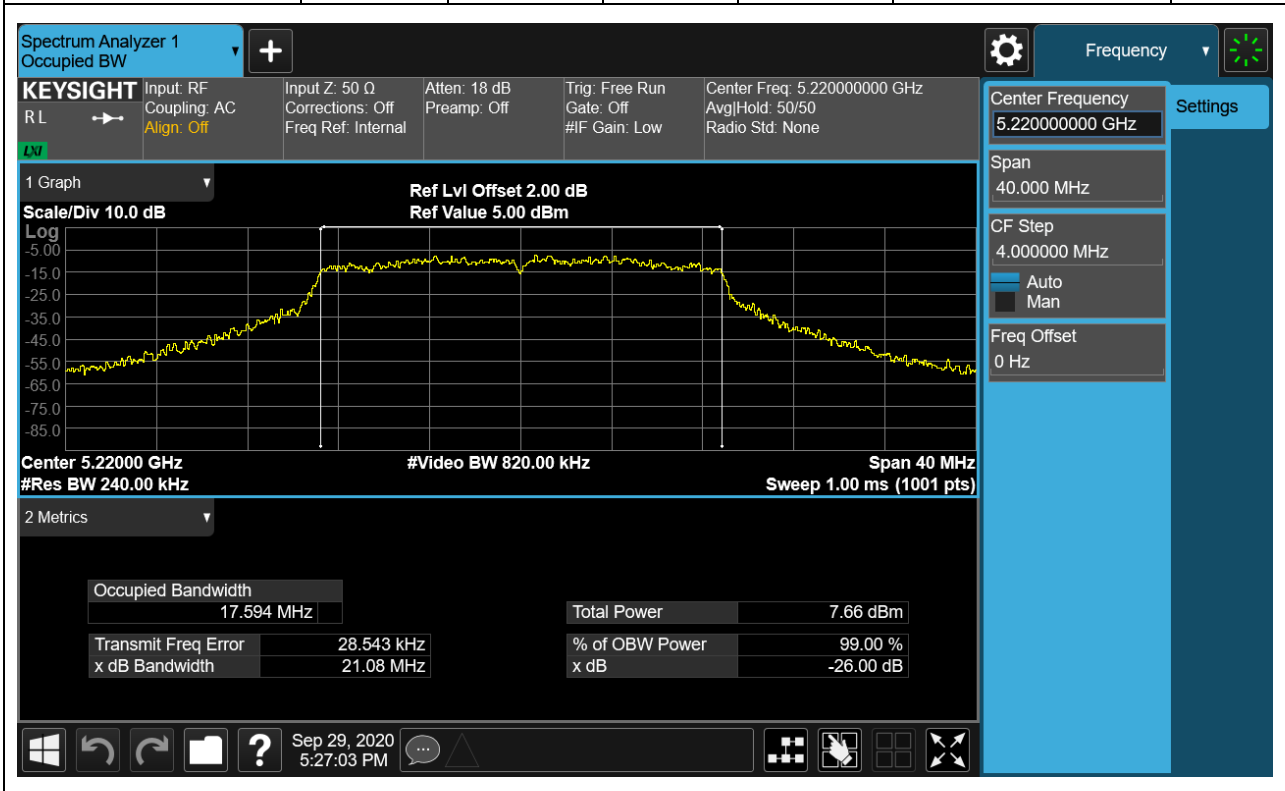 Spectrum Analyzer 1
Occupied BW
+
Frequency
KEYSIGHT
R L
LXI
Input: RF
Coupling: AC
Align: Off
Input Z: 50 Ω
Corrections: Off
Freq Ref: Internal
Atten: 18 dB
Preamp: Off
Trig: Free Run
Gate: Off
#IF Gain: Low
Center Freq: 5.220000000 GHz
Avg|Hold: 50/50
Radio Std: None
Center Frequency
5.220000000 GHz
Settings
Span
40.000 MHz
CF Step
4.000000 MHz
Auto
Man
Freq Offset
0 Hz
1 Graph
Ref Lvl Offset 2.00 dB
Scale/Div 10.0 dB
Ref Value 5.00 dBm
Log
-5.00
-15.0
-25.0
-35.0
-45.0
-55.0
-65.0
-75.0
-85.0
Center 5.22000 GHz
#Video BW 820.00 kHz
Span 40 MHz
#Res BW 240.00 kHz
Sweep 1.00 ms (1001 pts)
2 Metrics
Occupied Bandwidth
17.594 MHz
Total Power 7.66 dBm
Transmit Freq Error 28.543 kHz
% of OBW Power 99.00 %
x dB Bandwidth 21.08 MHz
x dB -26.00 dB
?
Sep 29, 2020
5:27:03 PM